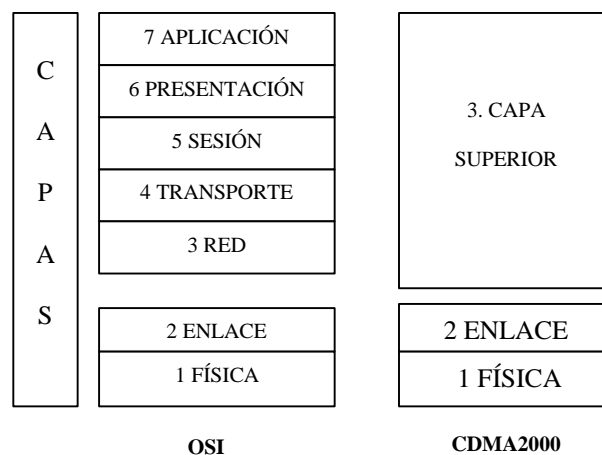 C
A
P
A
S
7 APLICACIÓN
6 PRESENTACIÓN
5 SESIÓN
4 TRANSPORTE
3 RED
2 ENLACE
1 FÍSICA
OSI
3. CAPA
SUPERIOR
2 ENLACE
1 FÍSICA
CDMA2000